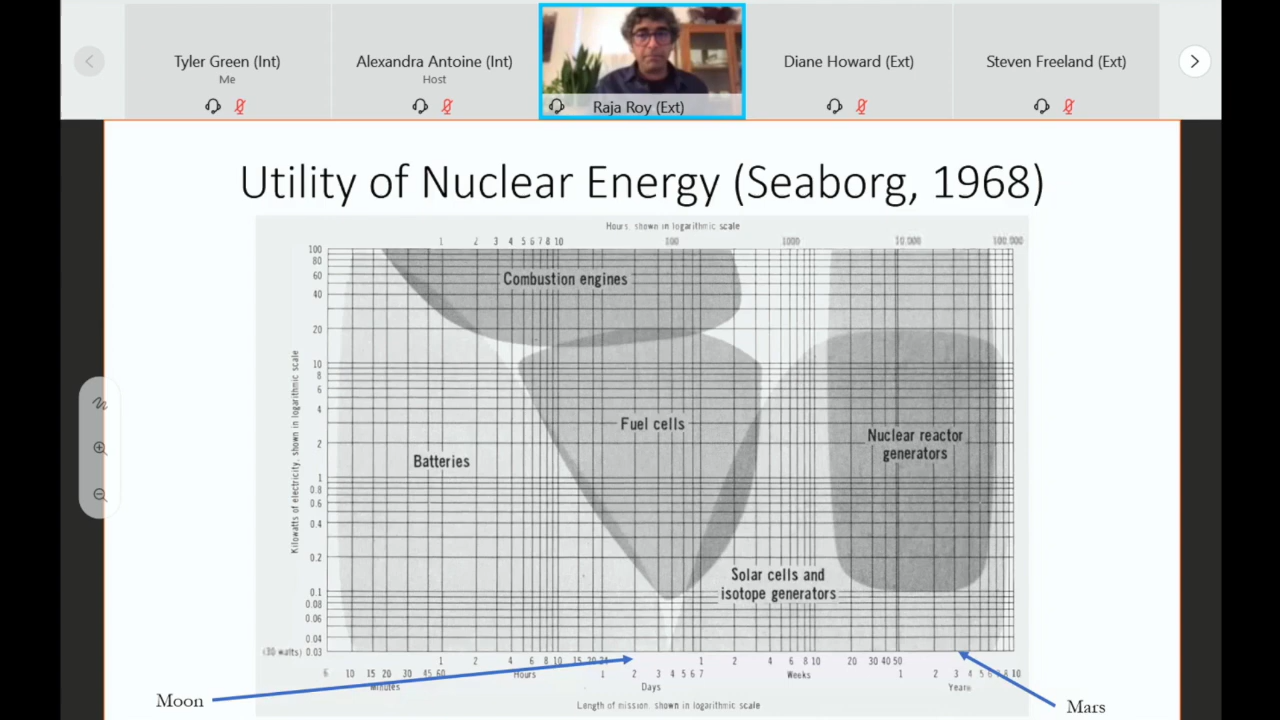 Tyler Green (Int)
Me
Alexandra Antoine (Int)
Host
Raja Roy (Ext)
Diane Howard (Ext)
Steven Freeland (Ext)
Utility of Nuclear Energy (Seaborg, 1968)
Hours, shown in logarithmic scale
1 2 3 4 5 6 7 8 10 100 1000 10,000 100,000
Kilowatts of electricity, shown in logarithmic scale
100
80
60
40
20
10
8
6
4
2
1
0.8
0.6
0.4
0.2
0.1
0.08
0.06
0.04
(30 watts) 0.03
Combustion engines
Fuel cells
Batteries
Nuclear reactor
generators
Solar cells and
isotope generators
1 2 4 6 8 10 15 20 24 1 2 4 6 8 10 20 30 40 50
6 10 15 20 30 45 60 Hours 1 2 3 4 5 6 7 Weeks 1 2 3 4 5 6 8 10
Minutes Days Years
Length of mission, shown in logarithmic scale
Moon
Mars